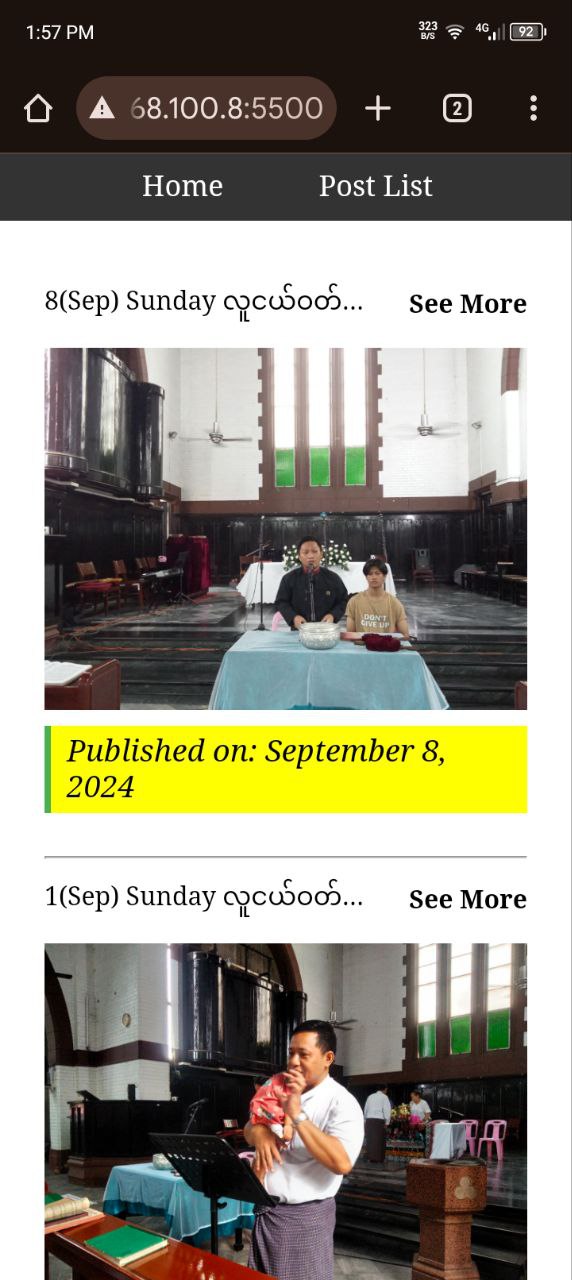 1:57 PM
323
B/S
4G
92
68.100.8:5500
2
Home Post List
8(Sep) Sunday လူငယ်ဝတ်... See More
DON'T
GIVE UP
Published on: September 8,
2024
1(Sep) Sunday လူငယ်ဝတ်... See More